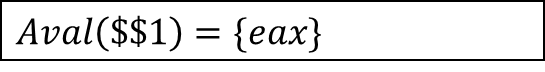 Aval($$1) = {eax}